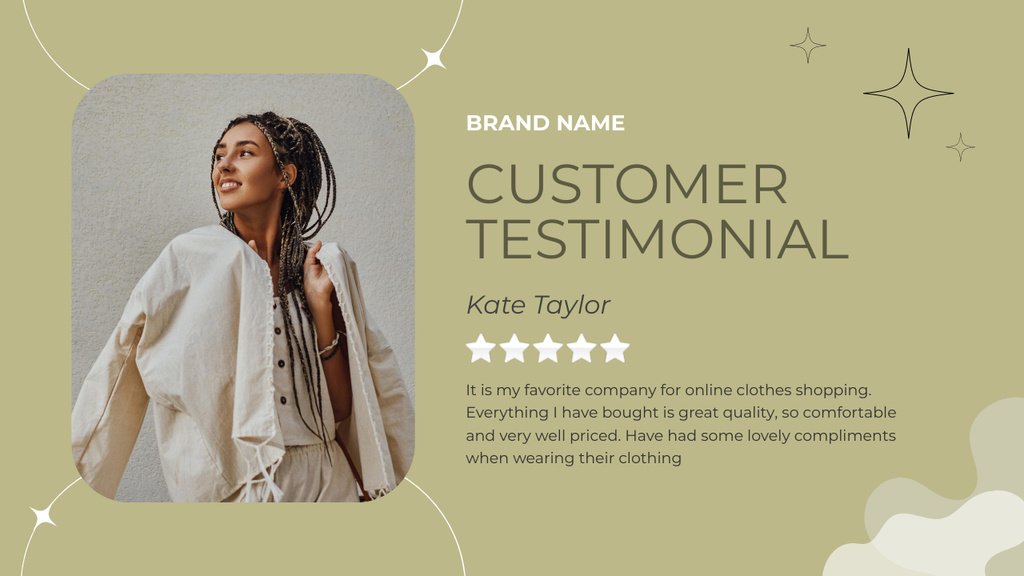 BRAND NAME
CUSTOMER
TESTIMONIAL
Kate Taylor
It is my favorite company for online clothes shopping.
Everything I have bought is great quality, so comfortable
and very well priced. Have had some lovely compliments
when wearing their clothing